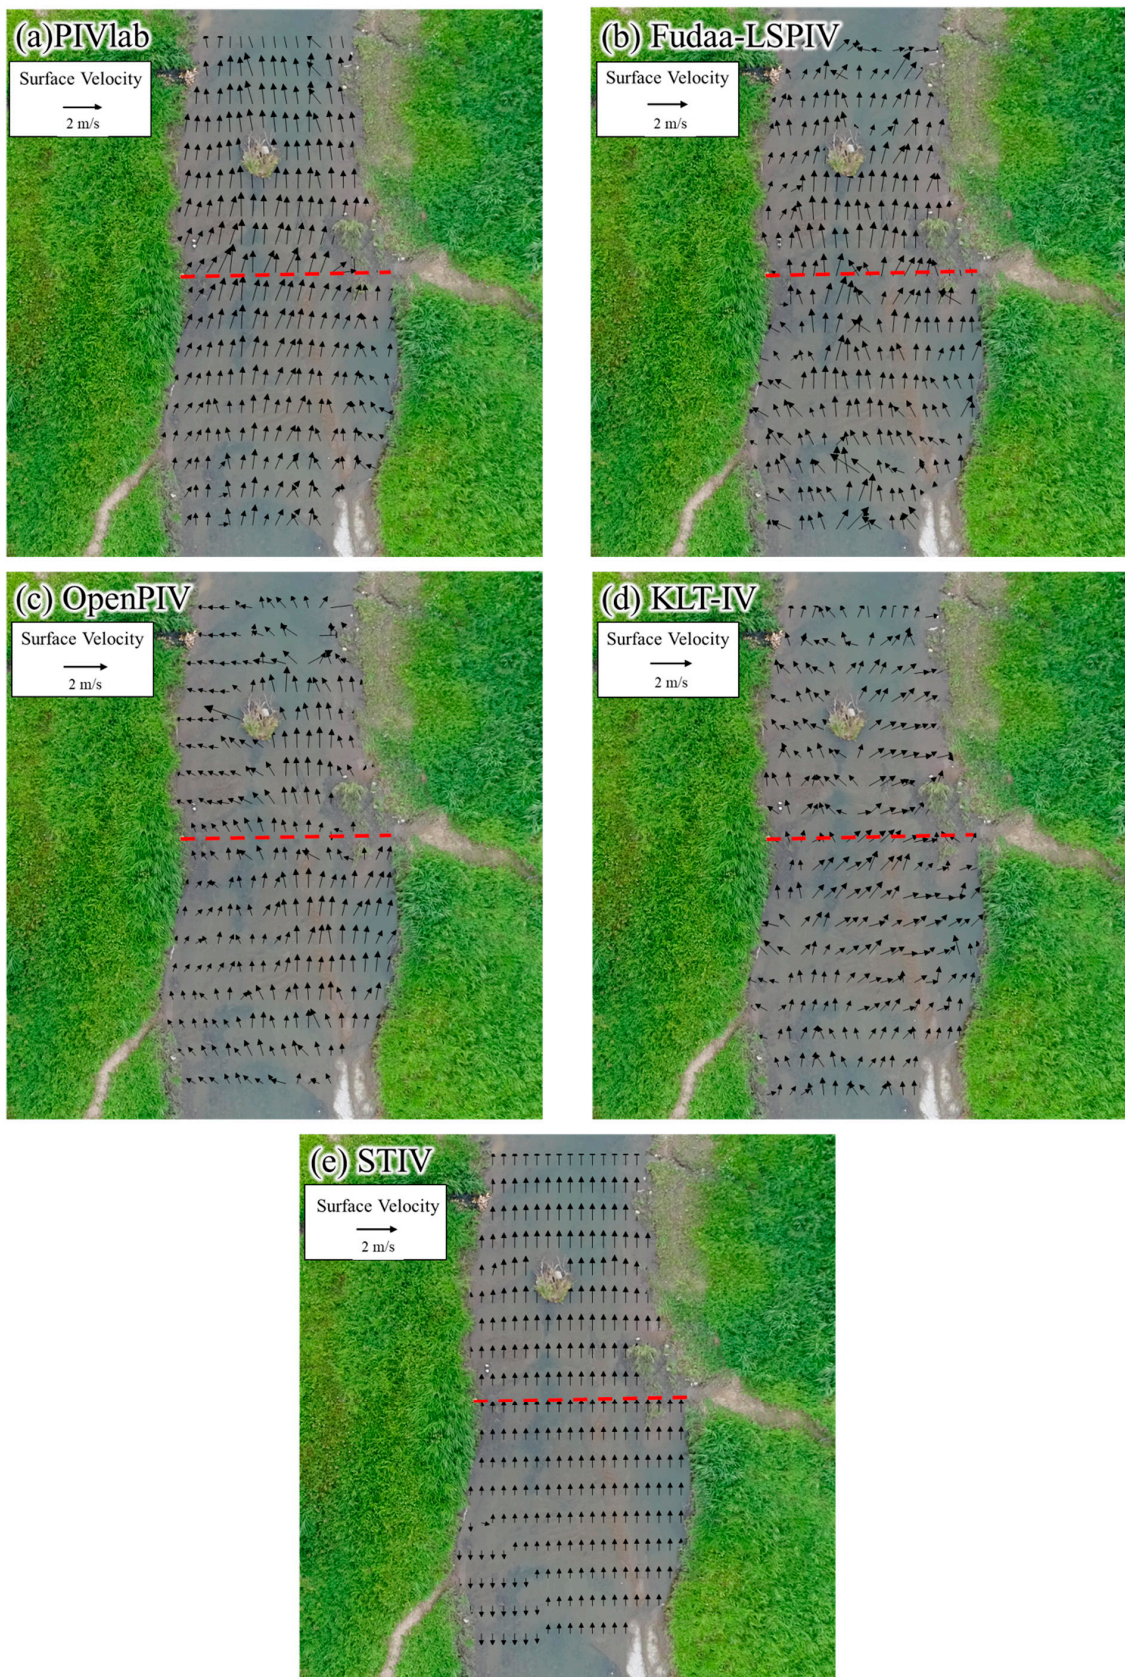 (a)PIVlab
Surface Velocity
2 m/s
(b) Fudaa-LSPIV
Surface Velocity
2 m/s
(c) OpenPIV
Surface Velocity
2 m/s
(d) KLT-IV
Surface Velocity
2 m/s
(e) STIV
Surface Velocity
2 m/s